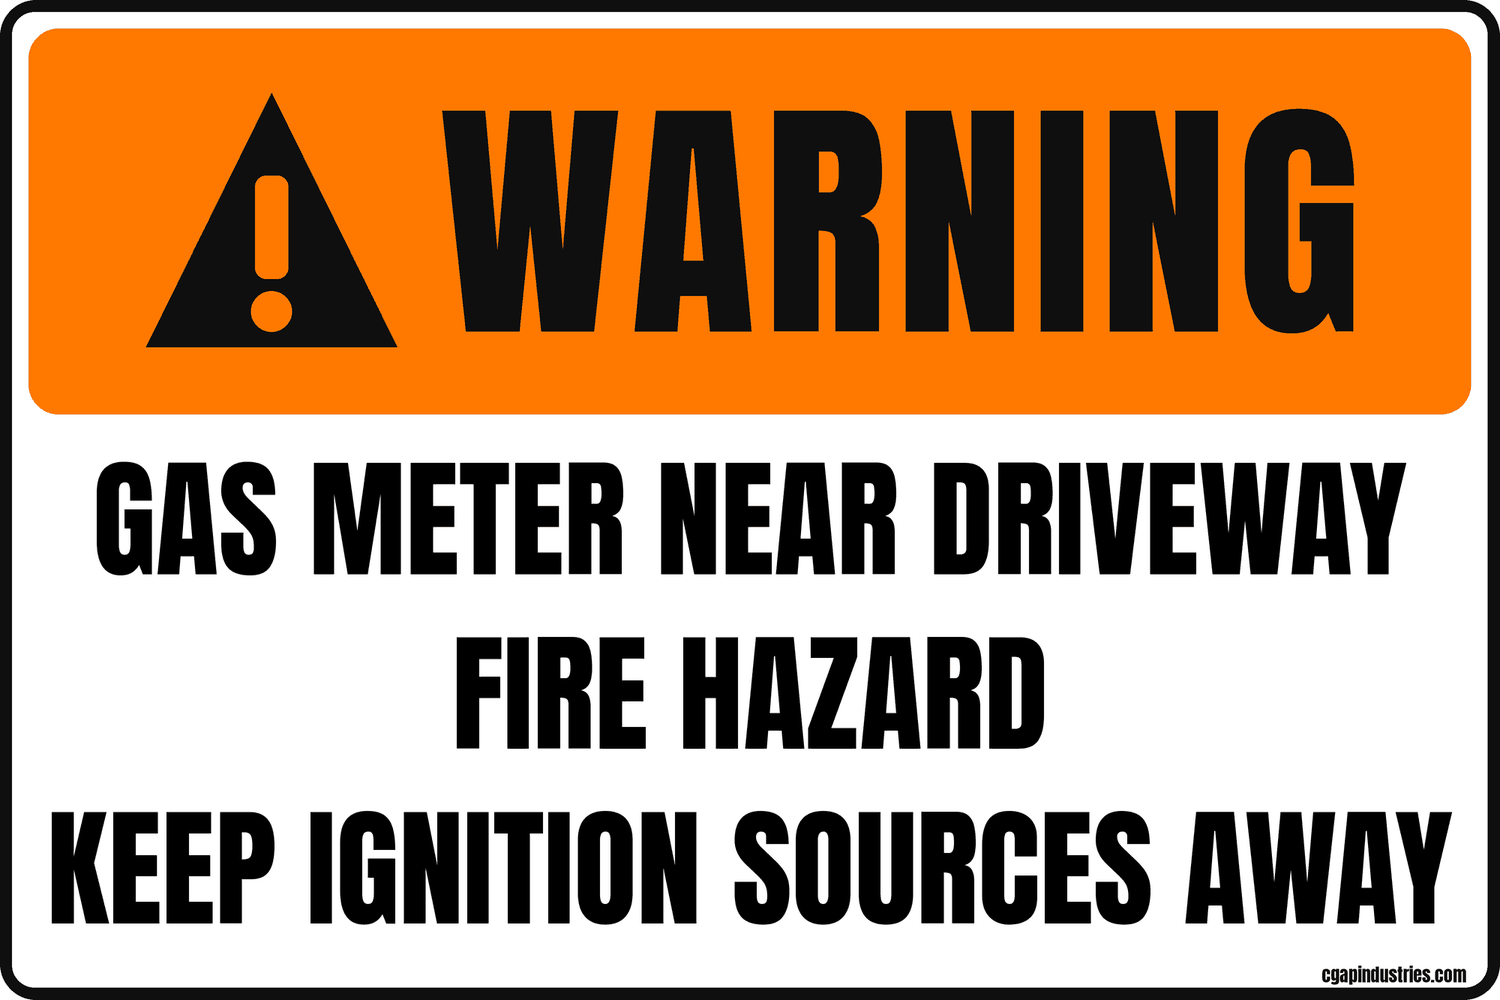 WARNING
GAS METER NEAR DRIVEWAY
FIRE HAZARD
KEEP IGNITION SOURCES AWAY
cgapindustries.com